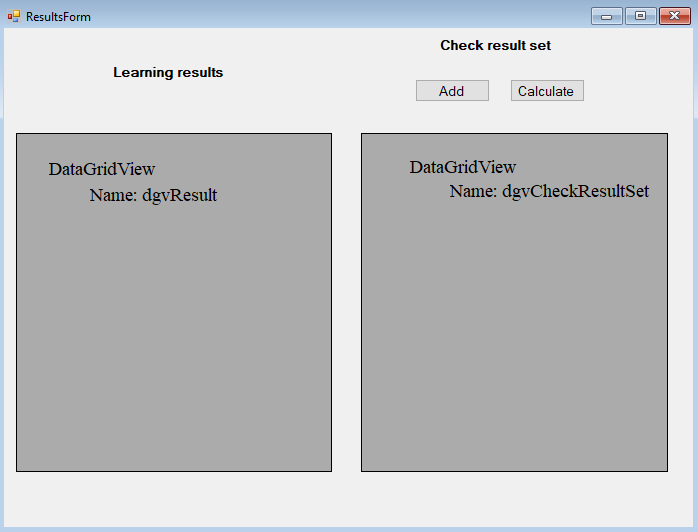 ResultsForm
Learning results
Check result set
Add
Calculate
DataGridView
Name: dgvResult
DataGridView
Name: dgvCheckResultSet